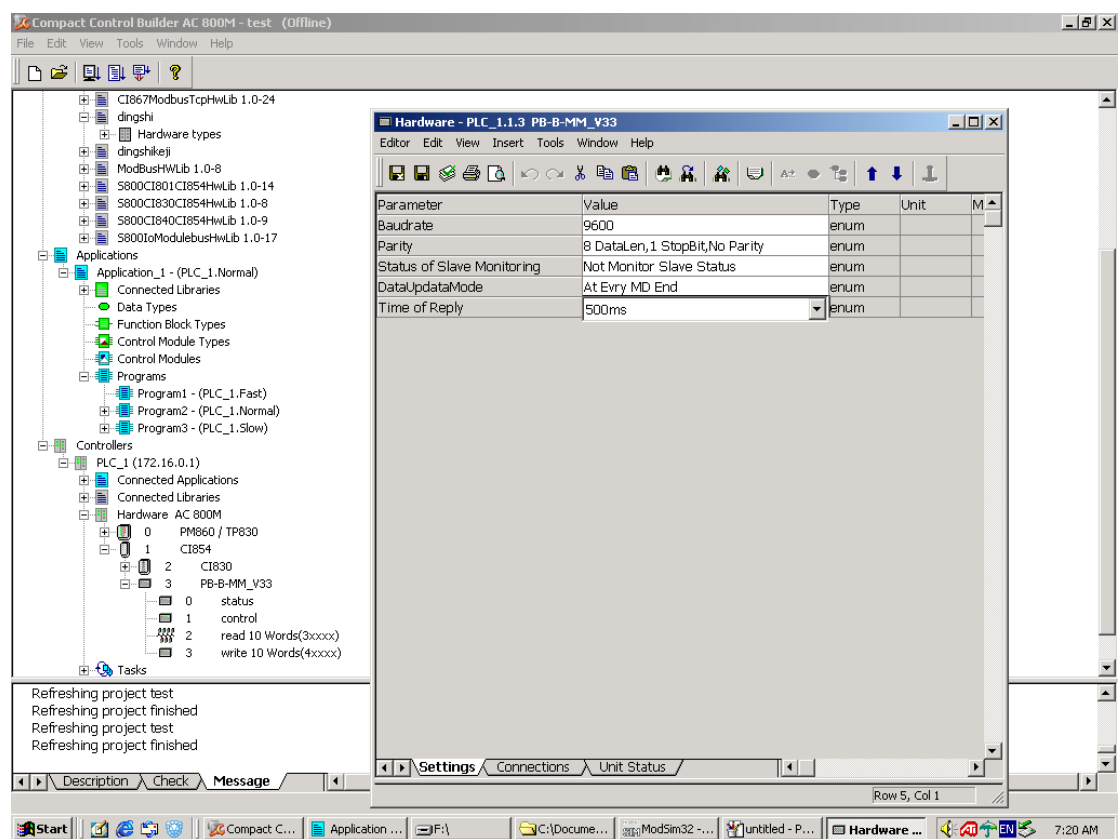 Compact Control Builder AC 800M - test (Offline)
File Edit View Tools Window Help
CI867ModbusTcpHwLib 1.0-24
dingshi
Hardware types
dingshikeji
ModBusHWLib 1.0-8
S800CI801CI854HwLib 1.0-14
S800CI830CI854HwLib 1.0-8
S800CI840CI854HwLib 1.0-9
S800IoModulebusHwLib 1.0-17
Applications
Application_1 - (PLC_1.Normal)
Connected Libraries
Data Types
Function Block Types
Control Module Types
Control Modules
Programs
Program1 - (PLC_1.Fast)
Program2 - (PLC_1.Normal)
Program3 - (PLC_1.Slow)
Controllers
PLC_1 (172.16.0.1)
Connected Applications
Connected Libraries
Hardware AC 800M
0 PM860 / TP830
1 CI854
2 CI830
3 PB-B-MM_V33
0 status
1 control
2 read 10 Words(3xxxx)
3 write 10 Words(4xxxx)
Tasks
Hardware - PLC_1.1.3 PB-B-MM_V33
Editor Edit View Insert Tools Window Help
Parameter Value Type Unit M
Baudrate 9600 enum
Parity 8 DataLen,1 StopBit,No Parity enum
Status of Slave Monitoring Not Monitor Slave Status enum
DataUpdataMode At Evry MD End enum
Time of Reply 500ms enum
Settings Connections Unit Status
Row 5, Col 1
Refreshing project test
Refreshing project finished
Refreshing project test
Refreshing project finished
Description Check Message
Start Compact C... Application ... F:\ C:\Docume... ModSim32 -... untitled - P... Hardware ... EN 7:20 AM